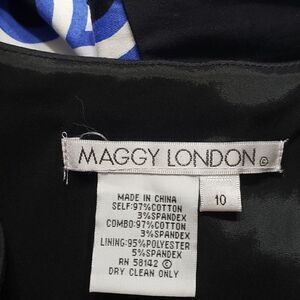 MAGGY LONDON ©
10
MADE IN CHINA
SELF:97%COTTON
3%SPANDEX
COMBO:97%COTTON
3%SPANDEX
LINING:95%POLYESTER
5%SPANDEX
RN 58142 ©
DRY CLEAN ONLY